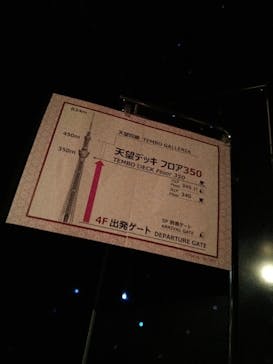 634m
450m
天望回廊 TEMBO GALLERIA
350m
天望デッキ フロア350
TEMBO DECK Floor 350
Floor 345
Floor 340
4F 出発ゲート
DEPARTURE GATE
5F 到着ゲート
ARRIVAL GATE